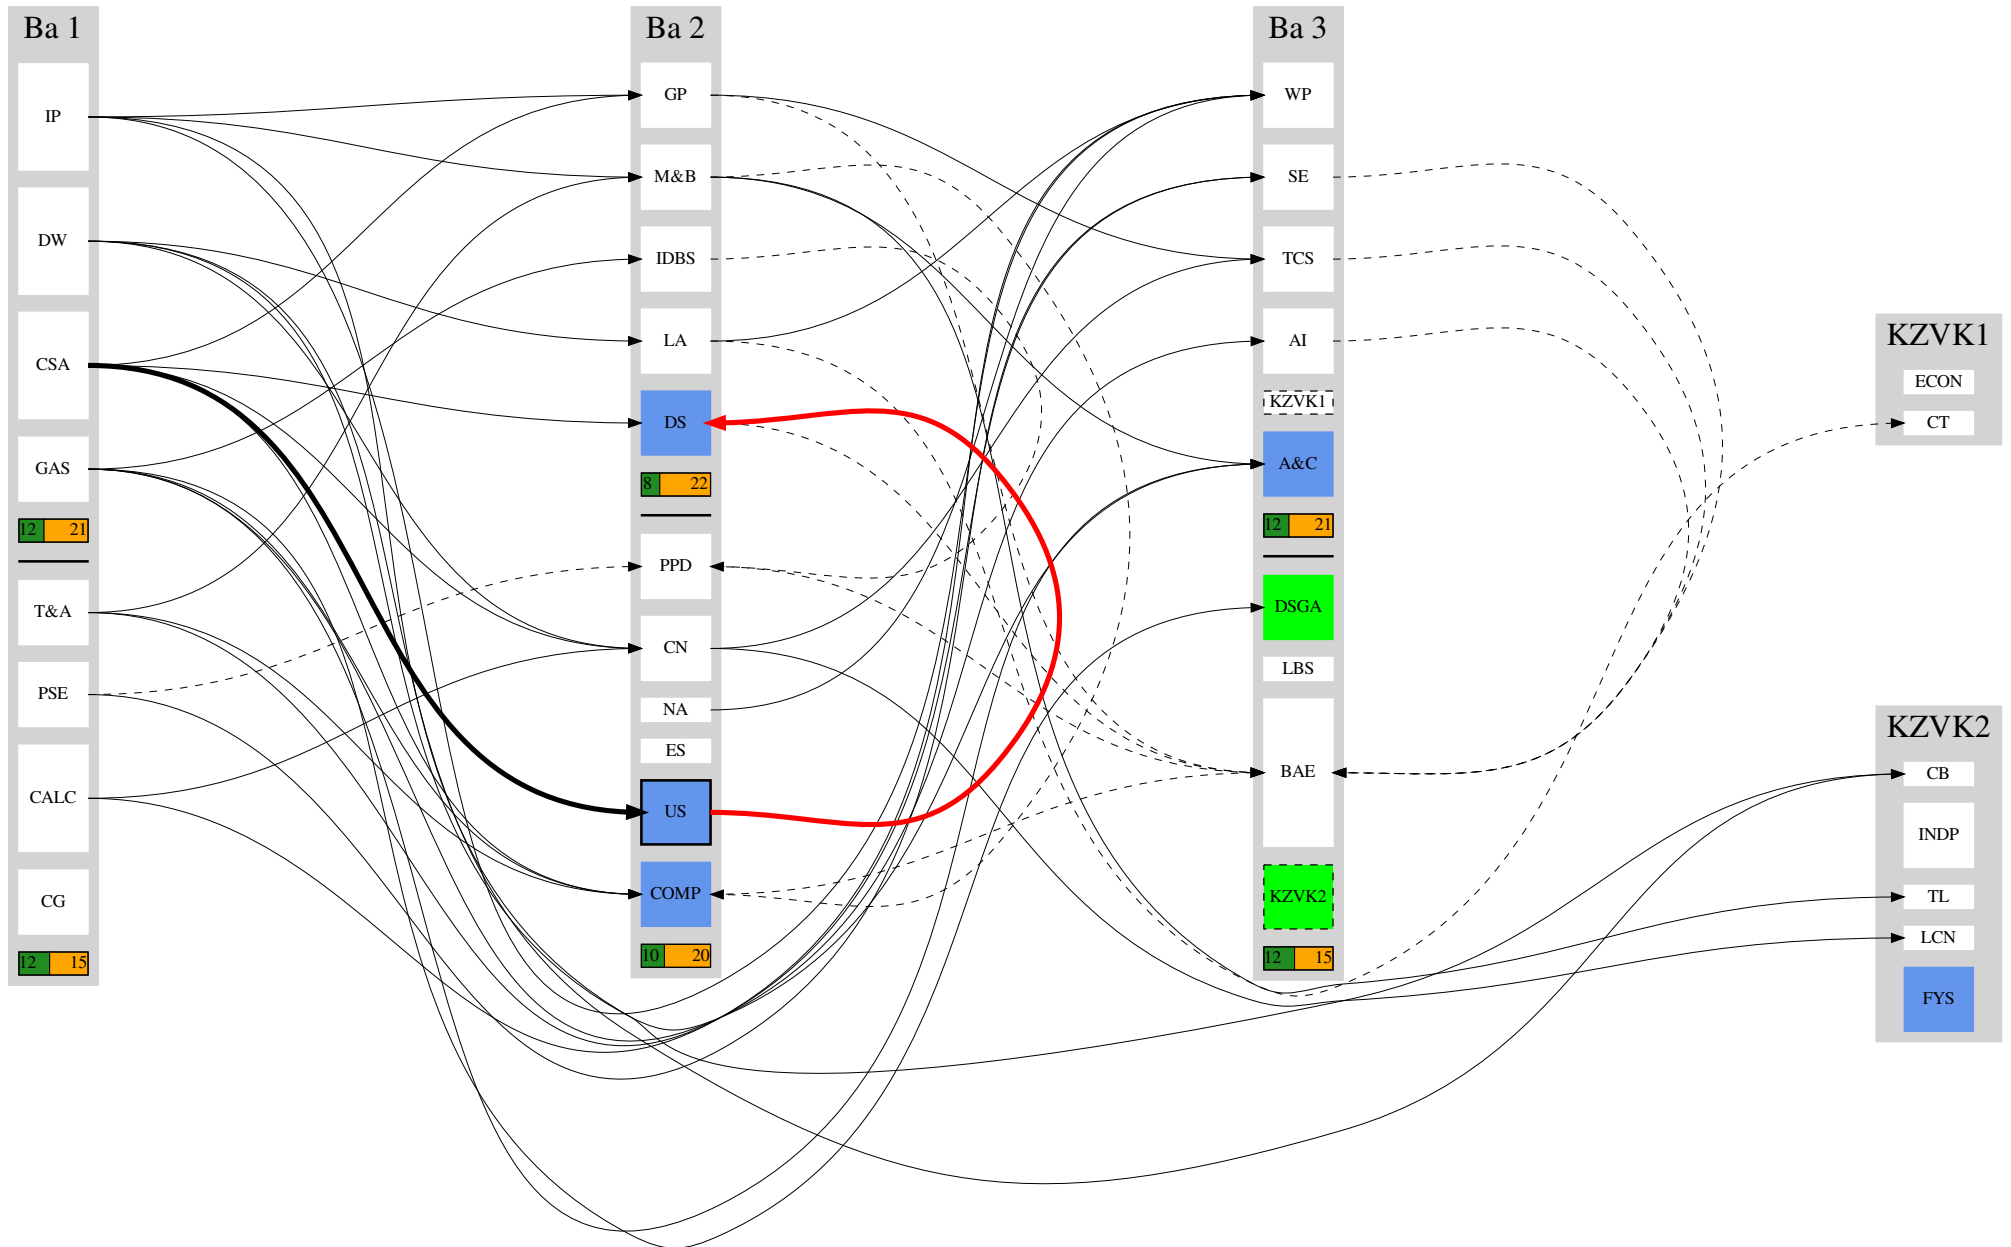 Ba 1
IP
DW
CSA
GAS
12 21
T&A
PSE
CALC
CG
12 15
Ba 2
GP
M&B
IDBS
LA
DS
8 22
PPD
CN
NA
ES
US
COMP
10 20
Ba 3
WP
SE
TCS
AI
KZVK1
A&C
12 21
DSGA
LBS
BAE
KZVK2
12 15
KZVK1
ECON
CT
KZVK2
CB
INDP
TL
LCN
FYS